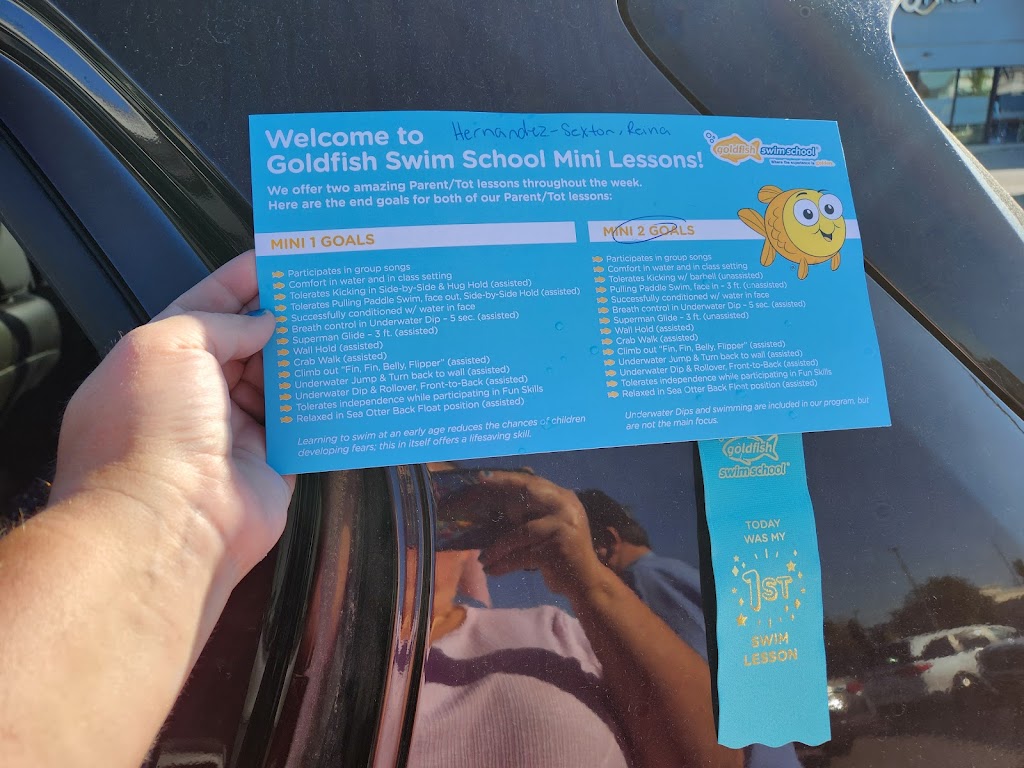 Hernandez-Sexton, Raina
Welcome to
Goldfish Swim School Mini Lessons!
goldfish swim school®
We offer two amazing Parent/Tot lessons throughout the week.
Here are the end goals for both of our Parent/Tot lessons:
MINI 1 GOALS
Participates in group songs
Comfort in water and in class setting
Tolerates Kicking in Side-by-Side & Hug Hold (assisted)
Tolerates Pulling Paddle Swim, face out, Side-by-Side Hold (assisted)
Successfully conditioned w/ water in face
Breath control in Underwater Dip – 5 sec. (assisted)
Superman Glide – 3 ft. (assisted)
Wall Hold (assisted)
Crab Walk (assisted)
Climb out "Fin, Fin, Belly, Flipper" (assisted)
Underwater Jump & Turn back to wall (assisted)
Underwater Dip & Rollover, Front-to-Back (assisted)
Tolerates independence while participating in Fun Skills
Relaxed in Sea Otter Back Float position (assisted)
Learning to swim at an early age reduces the chances of children
developing fears; this in itself offers a lifesaving skill.
MINI 2 GOALS
Participates in group songs
Comfort in water and in class setting
Tolerates Kicking w/ barbell (unassisted)
Pulling Paddle Swim, face in – 3 ft. (unassisted)
Successfully conditioned w/ water in face
Breath control in Underwater Dip – 5 sec. (assisted)
Superman Glide – 3 ft. (unassisted)
Wall Hold (assisted)
Crab Walk (assisted)
Climb out "Fin, Fin, Belly, Flipper" (assisted)
Underwater Jump & Turn back to wall (assisted)
Underwater Dip & Rollover, Front-to-Back (assisted)
Tolerates independence while participating in Fun Skills
Relaxed in Sea Otter Back Float position (assisted)
Underwater Dips and swimming are included in our program, but
are not the main focus.
goldfish
swim school®
TODAY
WAS MY
1ST
SWIM
LESSON